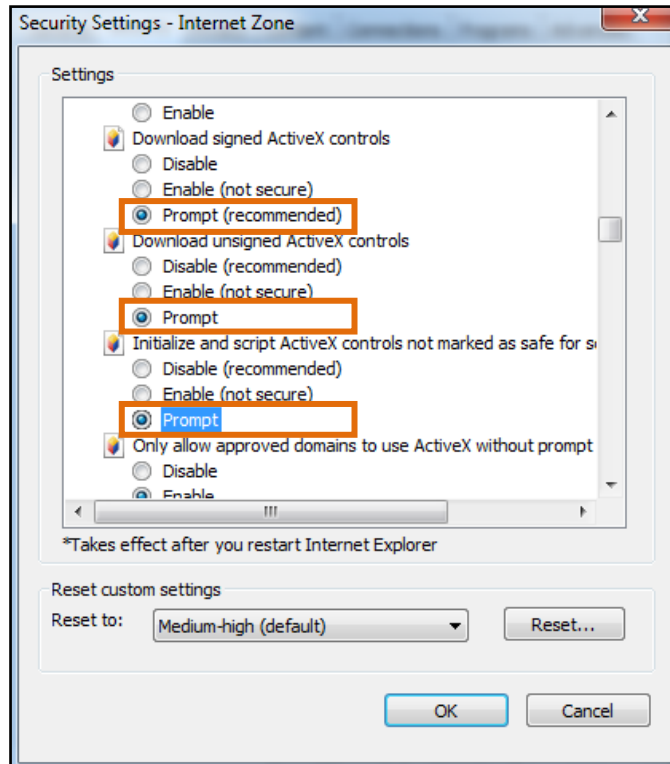 Security Settings - Internet Zone
Settings
Enable
Download signed ActiveX controls
Disable
Enable (not secure)
Prompt (recommended)
Download unsigned ActiveX controls
Disable (recommended)
Enable (not secure)
Prompt
Initialize and script ActiveX controls not marked as safe for s
Disable (recommended)
Enable (not secure)
Prompt
Only allow approved domains to use ActiveX without prompt
Disable
Enable
*Takes effect after you restart Internet Explorer
Reset custom settings
Reset to: Medium-high (default) Reset...
OK Cancel